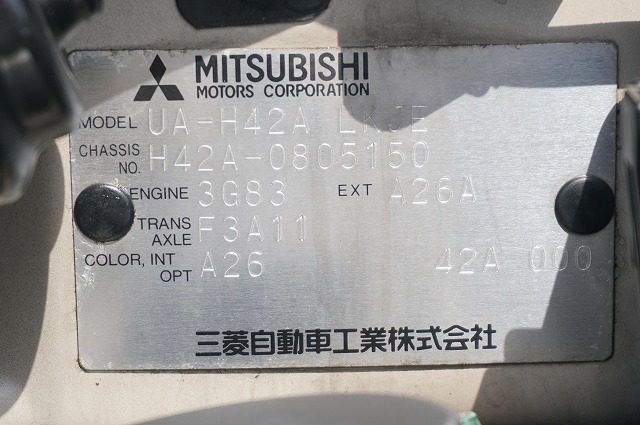 MITSUBISHI
MOTORS CORPORATION
MODEL UA-H42A LKJE
CHASSIS NO. H42A-0805150
ENGINE 3G83 EXT A26A
TRANS AXLE F3A11
COLOR, INT OPT A26 42A 000
三菱自動車工業株式会社